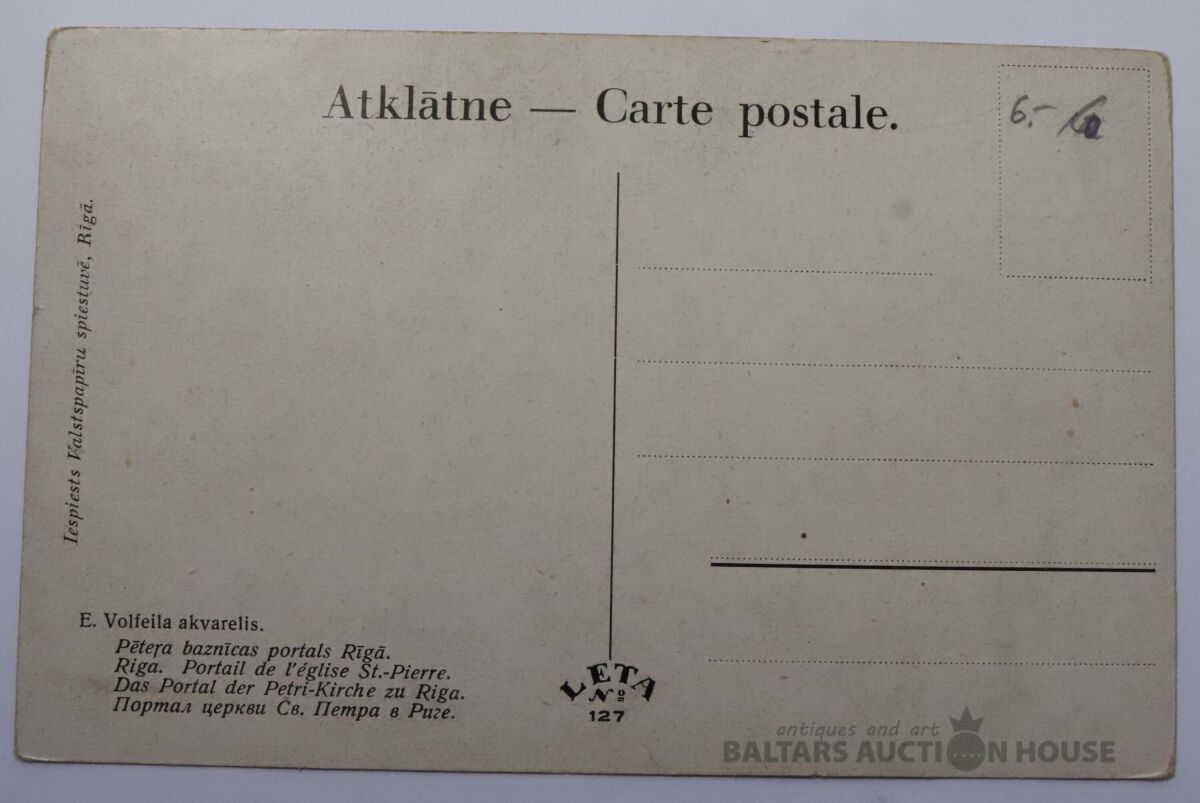 Atklātne — Carte postale.
6.-
Iespiests Valstspapīru spiestuvē, Rīgā.
E. Volfeila akvarelis.
Pēteŗa baznīcas portals Rīgā.
Riga. Portail de l'église St.-Pierre.
Das Portal der Petri-Kirche zu Riga.
Портал церкви Св. Петра в Риге.
LETA
№
127
antiques and art
BALTARS AUCTION HOUSE